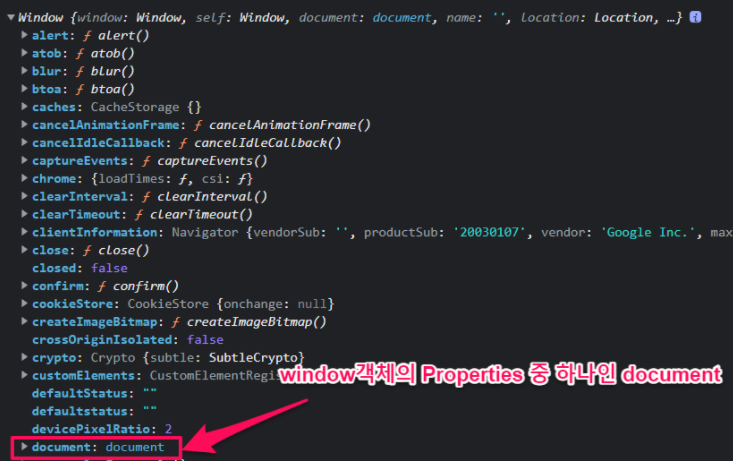 Window {window: Window, self: Window, document: document, name: '', location: Location, …}
alert: ƒ alert()
atob: ƒ atob()
blur: ƒ blur()
btoa: ƒ btoa()
caches: CacheStorage {}
cancelAnimationFrame: ƒ cancelAnimationFrame()
cancelIdleCallback: ƒ cancelIdleCallback()
captureEvents: ƒ captureEvents()
chrome: {loadTimes: ƒ, csi: ƒ}
clearInterval: ƒ clearInterval()
clearTimeout: ƒ clearTimeout()
clientInformation: Navigator {vendorSub: '', productSub: '20030107', vendor: 'Google Inc.', max
close: ƒ close()
closed: false
confirm: ƒ confirm()
cookieStore: CookieStore {onchange: null}
createImageBitmap: ƒ createImageBitmap()
crossOriginIsolated: false
crypto: Crypto {subtle: SubtleCrypto}
customElements: CustomElementRegis
window객체의 Properties 중 하나인 document
defaultStatus: ""
defaultstatus: ""
devicePixelRatio: 2
document: document